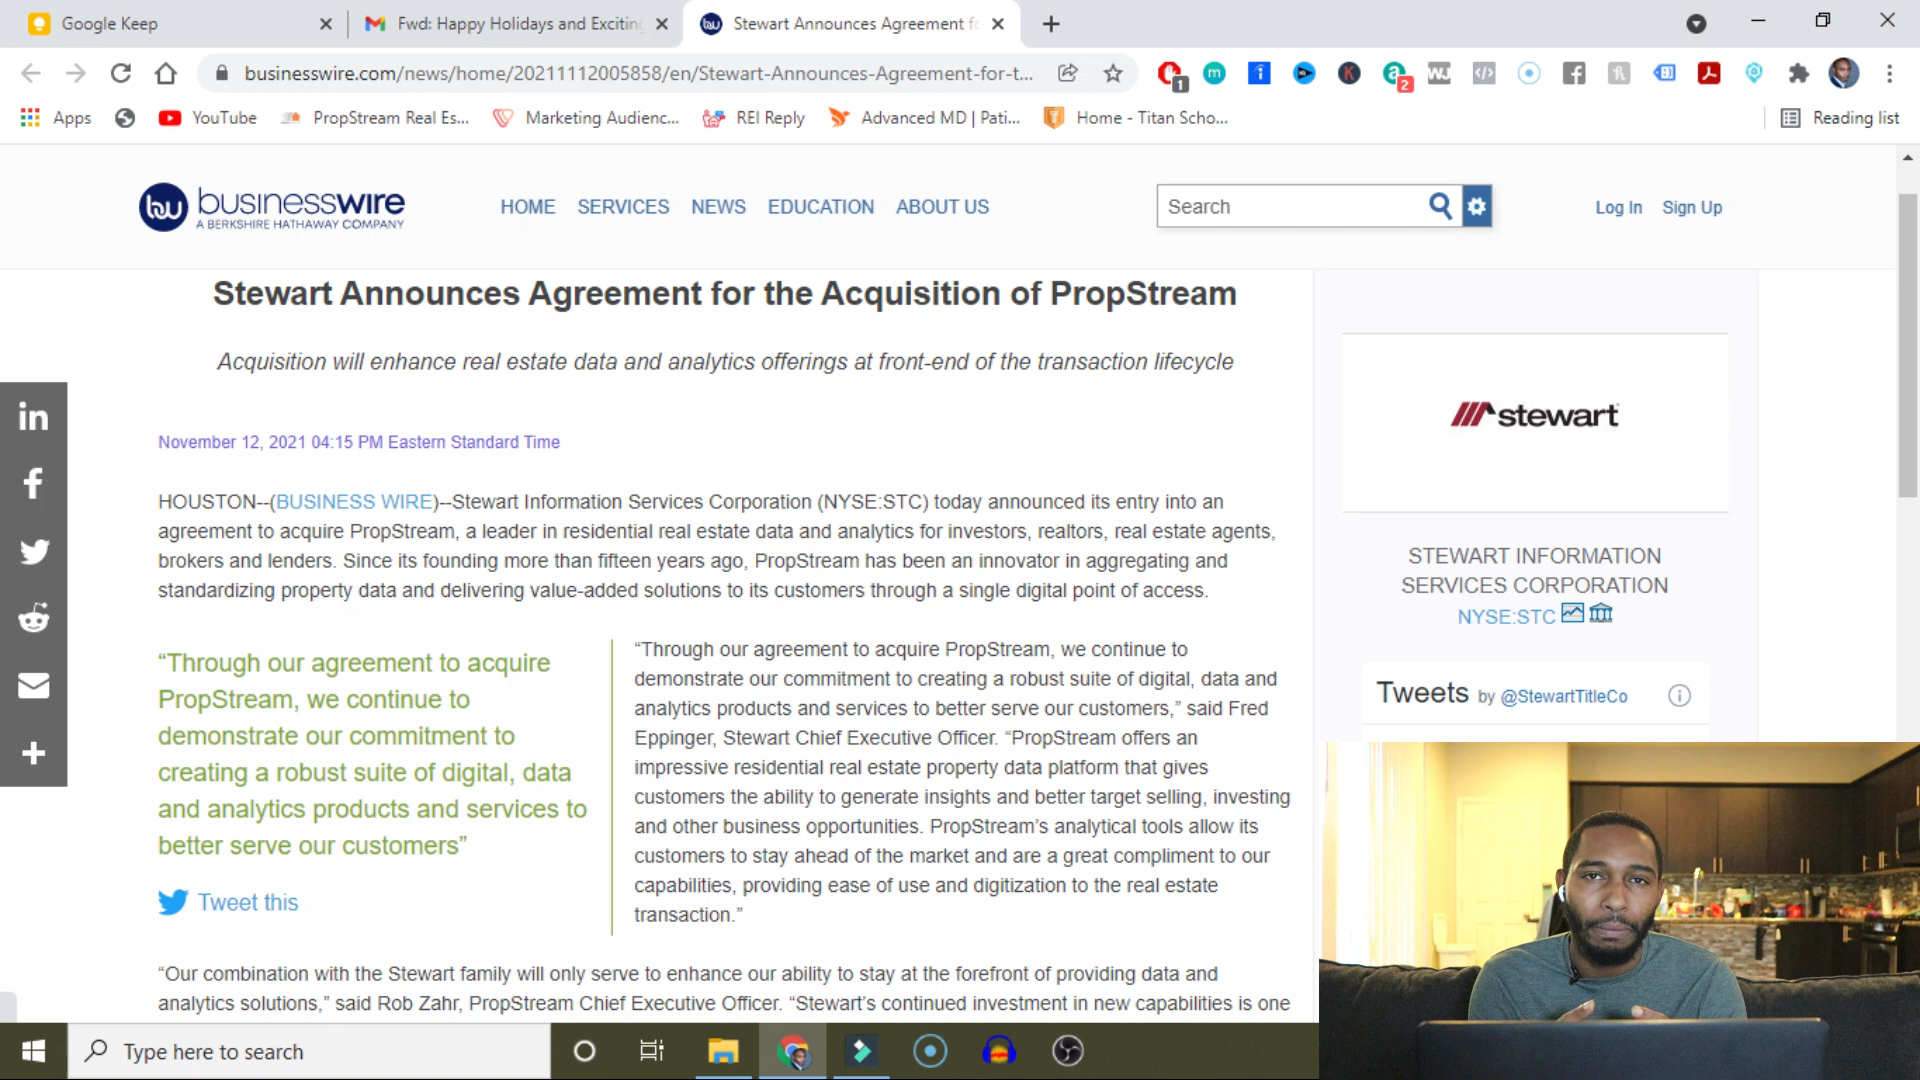 Google Keep
Fwd: Happy Holidays and Exciting
Stewart Announces Agreement fo
businesswire.com/news/home/20211112005858/en/Stewart-Announces-Agreement-for-t...
1
m
K
a
2
WJ
Apps
YouTube
PropStream Real Es...
Marketing Audienc...
REI Reply
Advanced MD | Pati...
Home - Titan Scho...
Reading list
bw businesswire
A BERKSHIRE HATHAWAY COMPANY
HOME
SERVICES
NEWS
EDUCATION
ABOUT US
Search
Log In
Sign Up
Stewart Announces Agreement for the Acquisition of PropStream
Acquisition will enhance real estate data and analytics offerings at front-end of the transaction lifecycle
November 12, 2021 04:15 PM Eastern Standard Time
HOUSTON--(BUSINESS WIRE)--Stewart Information Services Corporation (NYSE:STC) today announced its entry into an
agreement to acquire PropStream, a leader in residential real estate data and analytics for investors, realtors, real estate agents,
brokers and lenders. Since its founding more than fifteen years ago, PropStream has been an innovator in aggregating and
standardizing property data and delivering value-added solutions to its customers through a single digital point of access.
“Through our agreement to acquire
PropStream, we continue to
demonstrate our commitment to
creating a robust suite of digital, data
and analytics products and services to
better serve our customers”
Tweet this
“Through our agreement to acquire PropStream, we continue to
demonstrate our commitment to creating a robust suite of digital, data and
analytics products and services to better serve our customers,” said Fred
Eppinger, Stewart Chief Executive Officer. “PropStream offers an
impressive residential real estate property data platform that gives
customers the ability to generate insights and better target selling, investing
and other business opportunities. PropStream’s analytical tools allow its
customers to stay ahead of the market and are a great compliment to our
capabilities, providing ease of use and digitization to the real estate
transaction.”
“Our combination with the Stewart family will only serve to enhance our ability to stay at the forefront of providing data and
analytics solutions,” said Rob Zahr, PropStream Chief Executive Officer. “Stewart’s continued investment in new capabilities is one
stewart
STEWART INFORMATION
SERVICES CORPORATION
NYSE:STC
Tweets by @StewartTitleCo
in
f
Type here to search